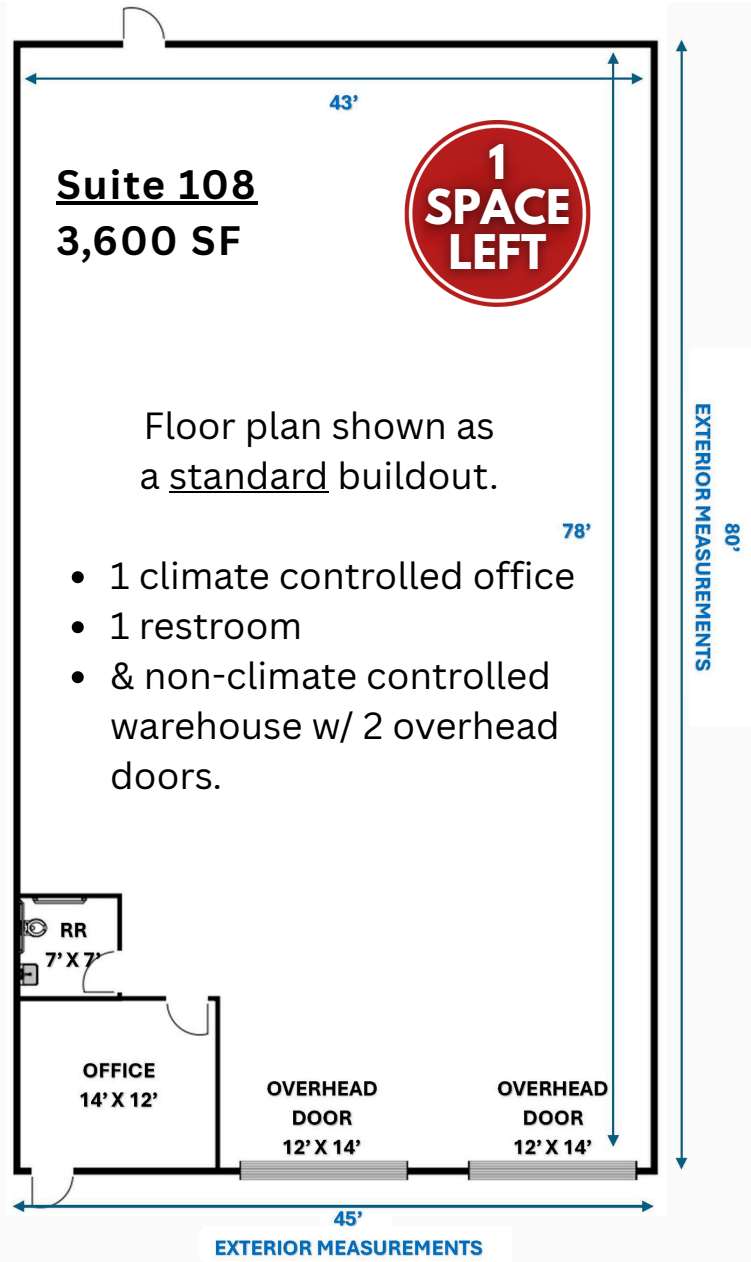 43’
Suite 108
3,600 SF
1
SPACE
LEFT
Floor plan shown as
a standard buildout.
78’
80’
EXTERIOR MEASUREMENTS
• 1 climate controlled office
• 1 restroom
• & non-climate controlled
warehouse w/ 2 overhead
doors.
RR
7’ X 7’
OFFICE
14’ X 12’
OVERHEAD
DOOR
12’ X 14’
OVERHEAD
DOOR
12’ X 14’
45’
EXTERIOR MEASUREMENTS